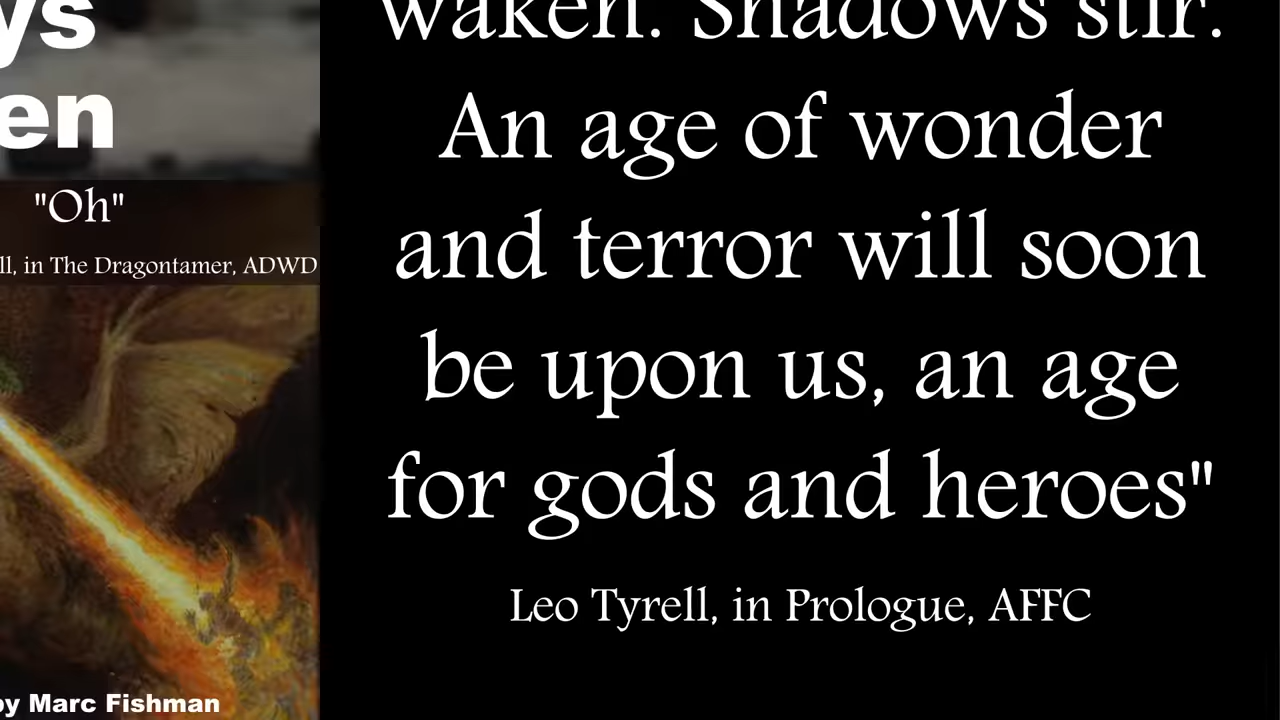 ys
en
"Oh"
ll, in The Dragontamer, ADWD
by Marc Fishman
waken. Shadows stir.
An age of wonder
and terror will soon
be upon us, an age
for gods and heroes"
Leo Tyrell, in Prologue, AFFC